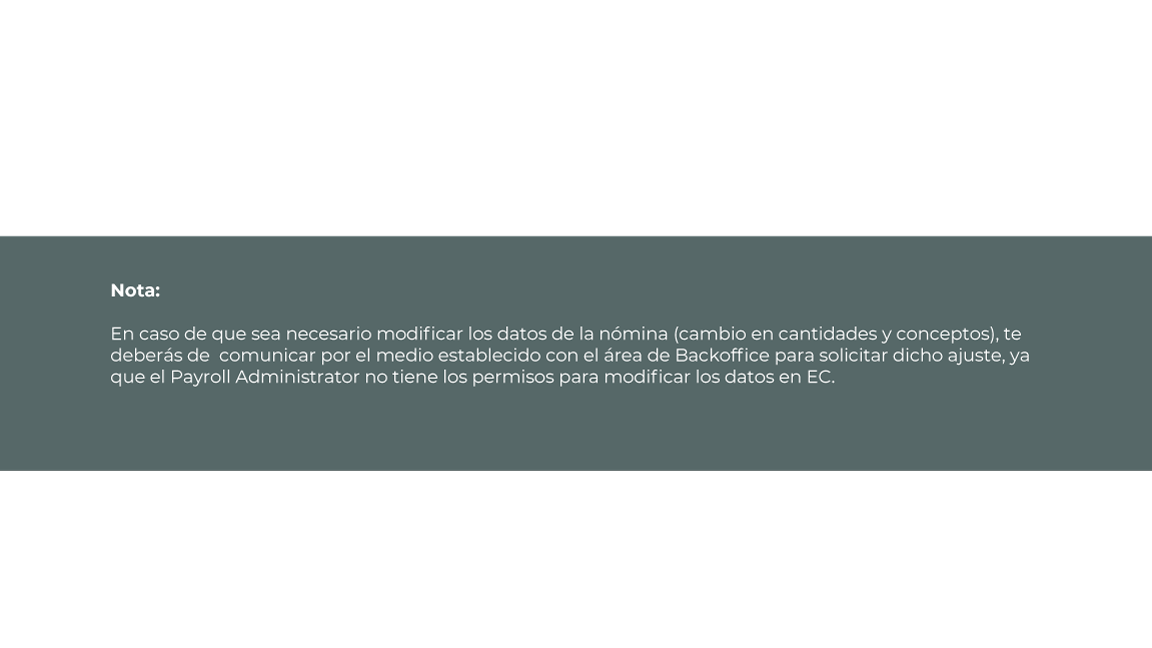 Nota:
En caso de que sea necesario modificar los datos de la nómina (cambio en cantidades y conceptos), te
deberás de  comunicar por el medio establecido con el área de Backoffice para solicitar dicho ajuste, ya
que el Payroll Administrator no tiene los permisos para modificar los datos en EC.